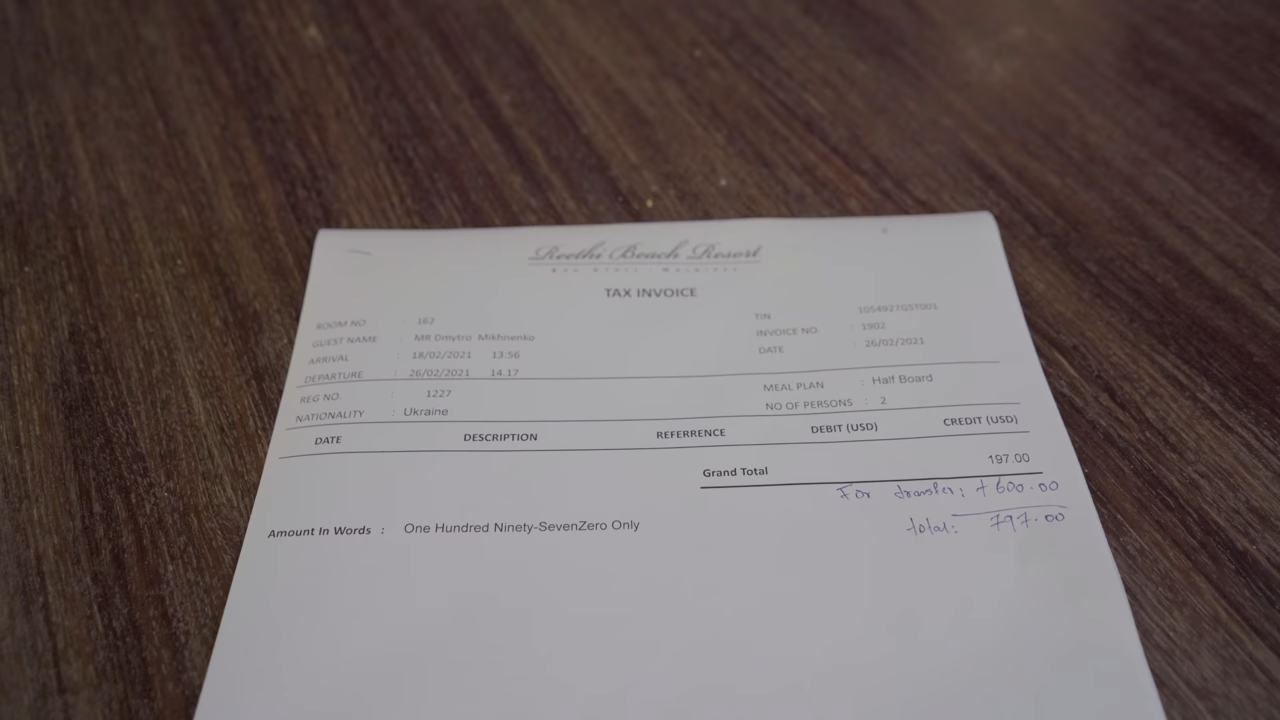 Reethi Beach Resort
TAX INVOICE
ROOM NO : 162
GUEST NAME : MR Dmytro Mikhnenko
ARRIVAL : 18/02/2021 13:56
DEPARTURE : 26/02/2021 14.17
TIN 1054927GST001
INVOICE NO. : 1902
DATE : 26/02/2021
REG NO. : 1227
NATIONALITY : Ukraine
MEAL PLAN : Half Board
NO OF PERSONS : 2
DATE DESCRIPTION REFERRENCE DEBIT (USD) CREDIT (USD)
Grand Total 197.00
For transfer: +600.00
total: 797.00
Amount In Words : One Hundred Ninety-SevenZero Only